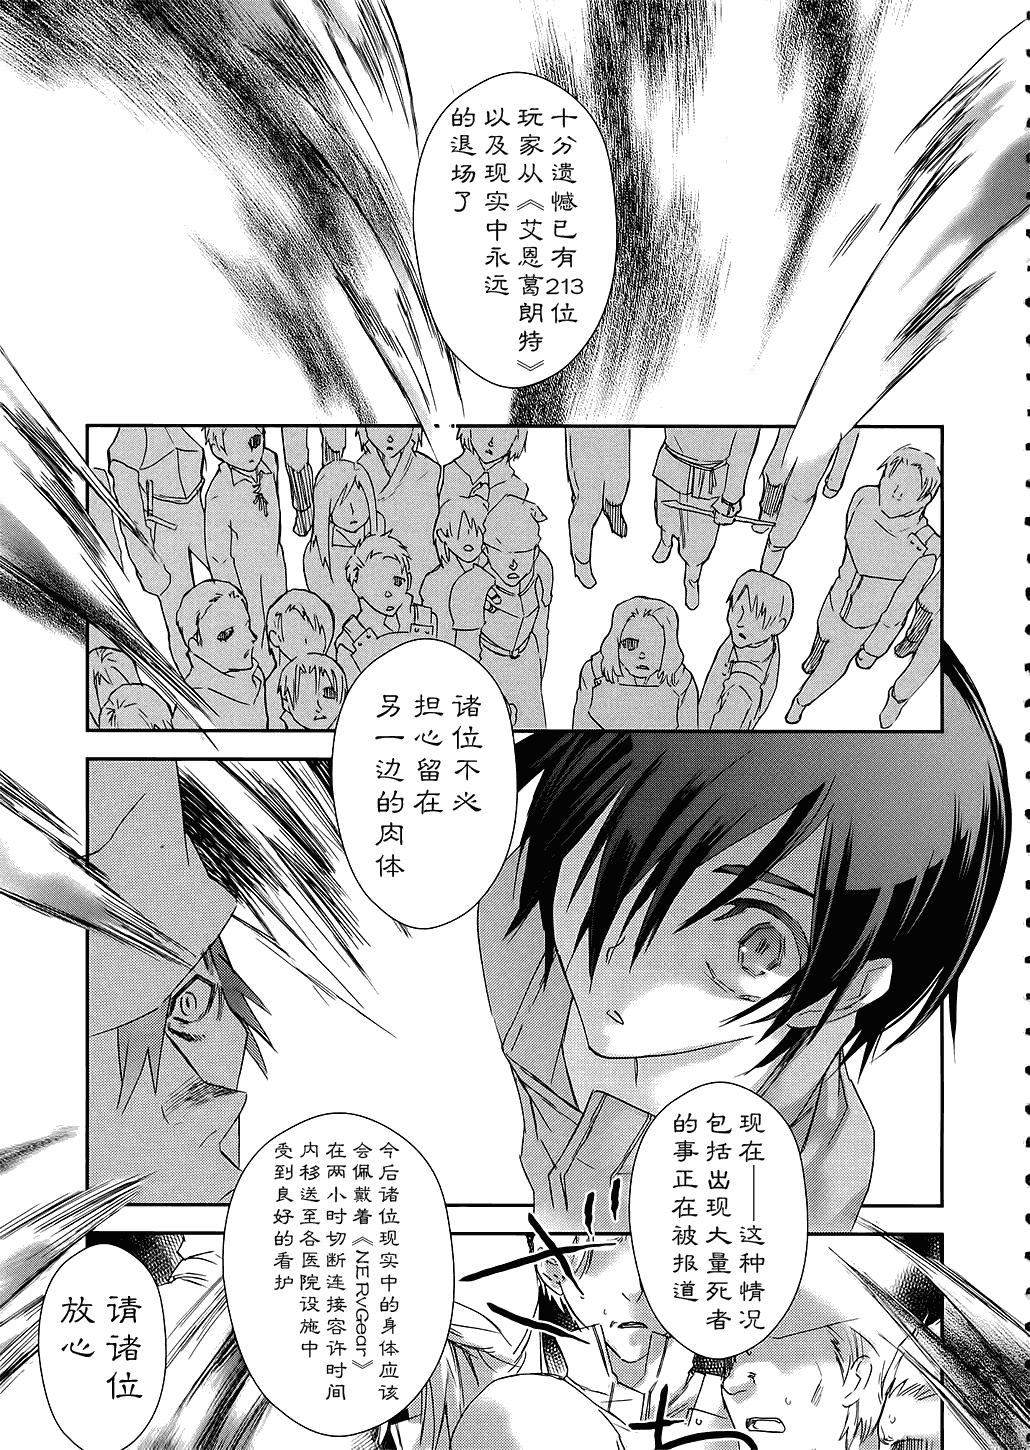 十分遗憾已有213位
玩家从《艾恩葛朗特》
以及现实中永远
的退场了
诸位不必
担心留在
另一边的肉体
现在——这种情况
包括出现大量死者
的事正在被报道
今后诸位现实中的身体应该
会佩戴着《NERvGear》
在两小时切断连接容许时间
内移送至各医院设施中
受到良好的看护
请诸位
放心